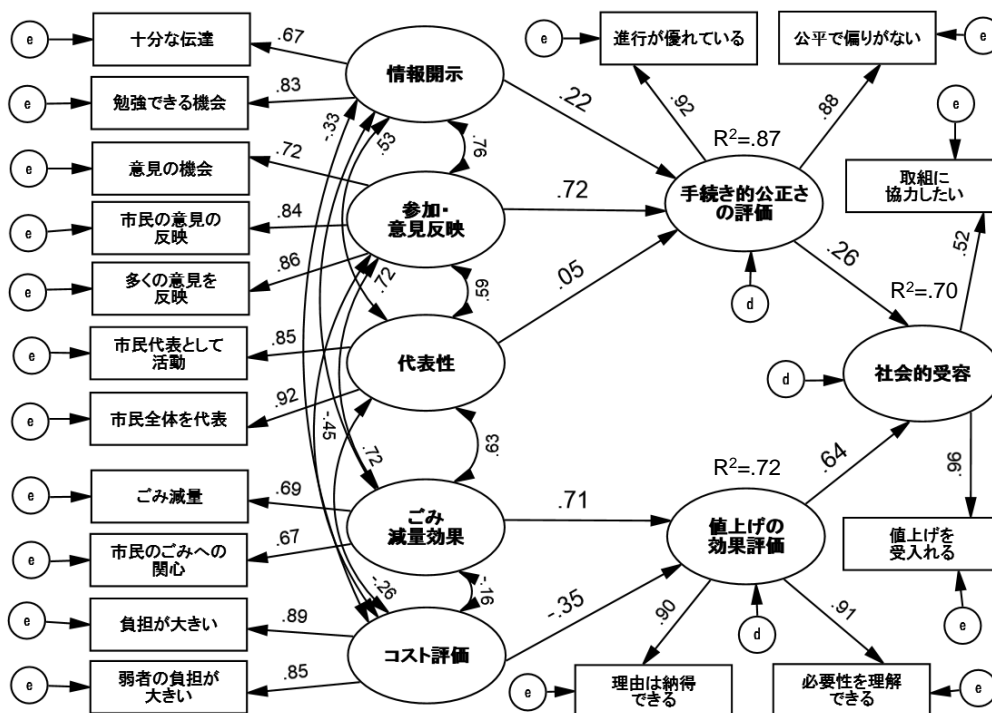 e
十分な伝達
.67
e
勉強できる機会
.83
e
意見の機会
.72
e
市民の意見の
反映
.84
e
多くの意見を
反映
.86
e
市民代表として
活動
.85
e
市民全体を代表
.92
e
ごみ減量
.69
e
市民のごみへの
関心
.67
e
負担が大きい
.89
e
弱者の負担が
大きい
.85
情報開示
参加・
意見反映
代表性
ごみ
減量効果
コスト評価
-.33
.53
.76
.72
.59
-.45
.72
.63
-.26
-.16
.22
.72
.05
.71
-.35
e
進行が優れている
.92
公平で偏りがない
e
.88
R²=.87
手続き的公正さ
の評価
d
.26
e
取組に
協力したい
.52
R²=.70
社会的受容
d
.64
.96
値上げを
受入れる
e
R²=.72
値上げの
効果評価
d
.90
.91
e
理由は納得
できる
必要性を理解
できる
e